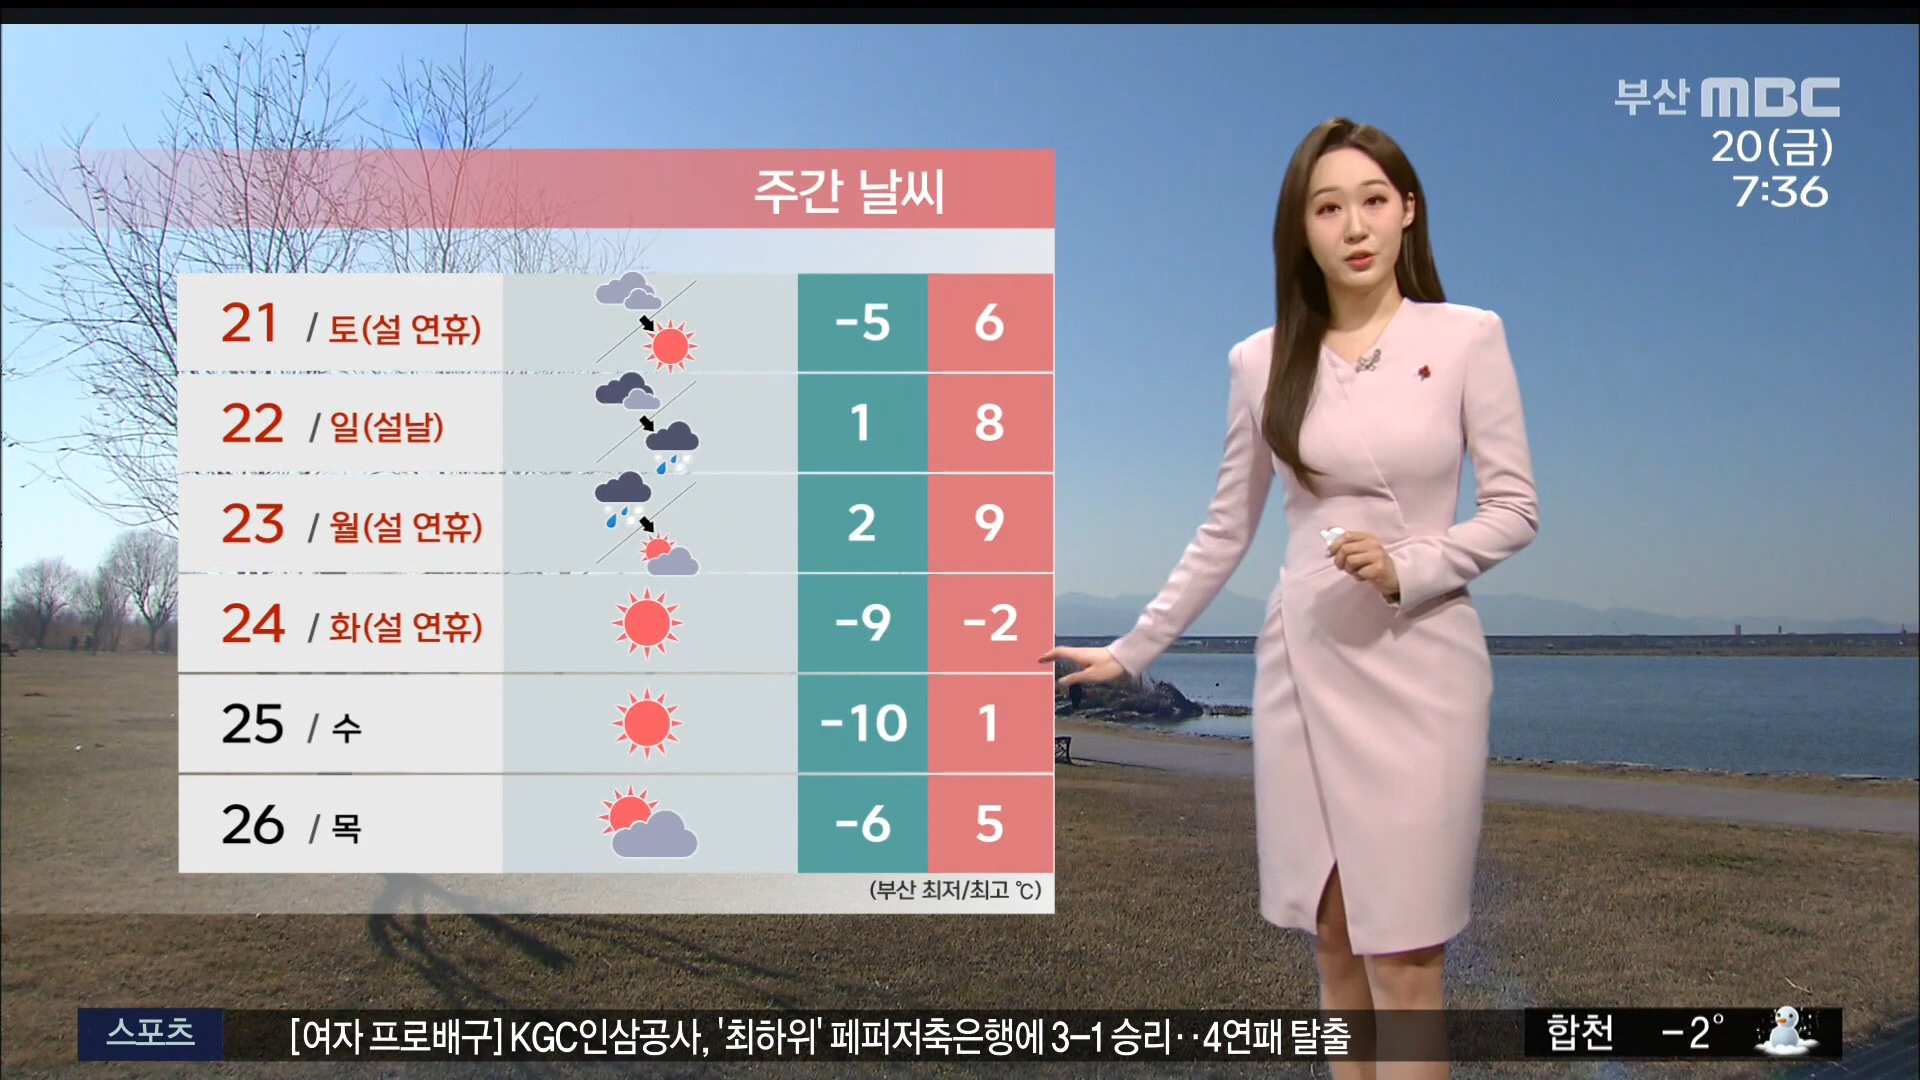 부산 MBC
20(금)
7:36
주간 날씨
21 / 토(설 연휴) -5 6
22 / 일(설날) 1 8
23 / 월(설 연휴) 2 9
24 / 화(설 연휴) -9 -2
25 / 수 -10 1
26 / 목 -6 5
(부산 최저/최고 ℃)
스포츠 [여자 프로배구] KGC인삼공사, '최하위' 페퍼저축은행에 3-1 승리‥4연패 탈출
합천 -2°